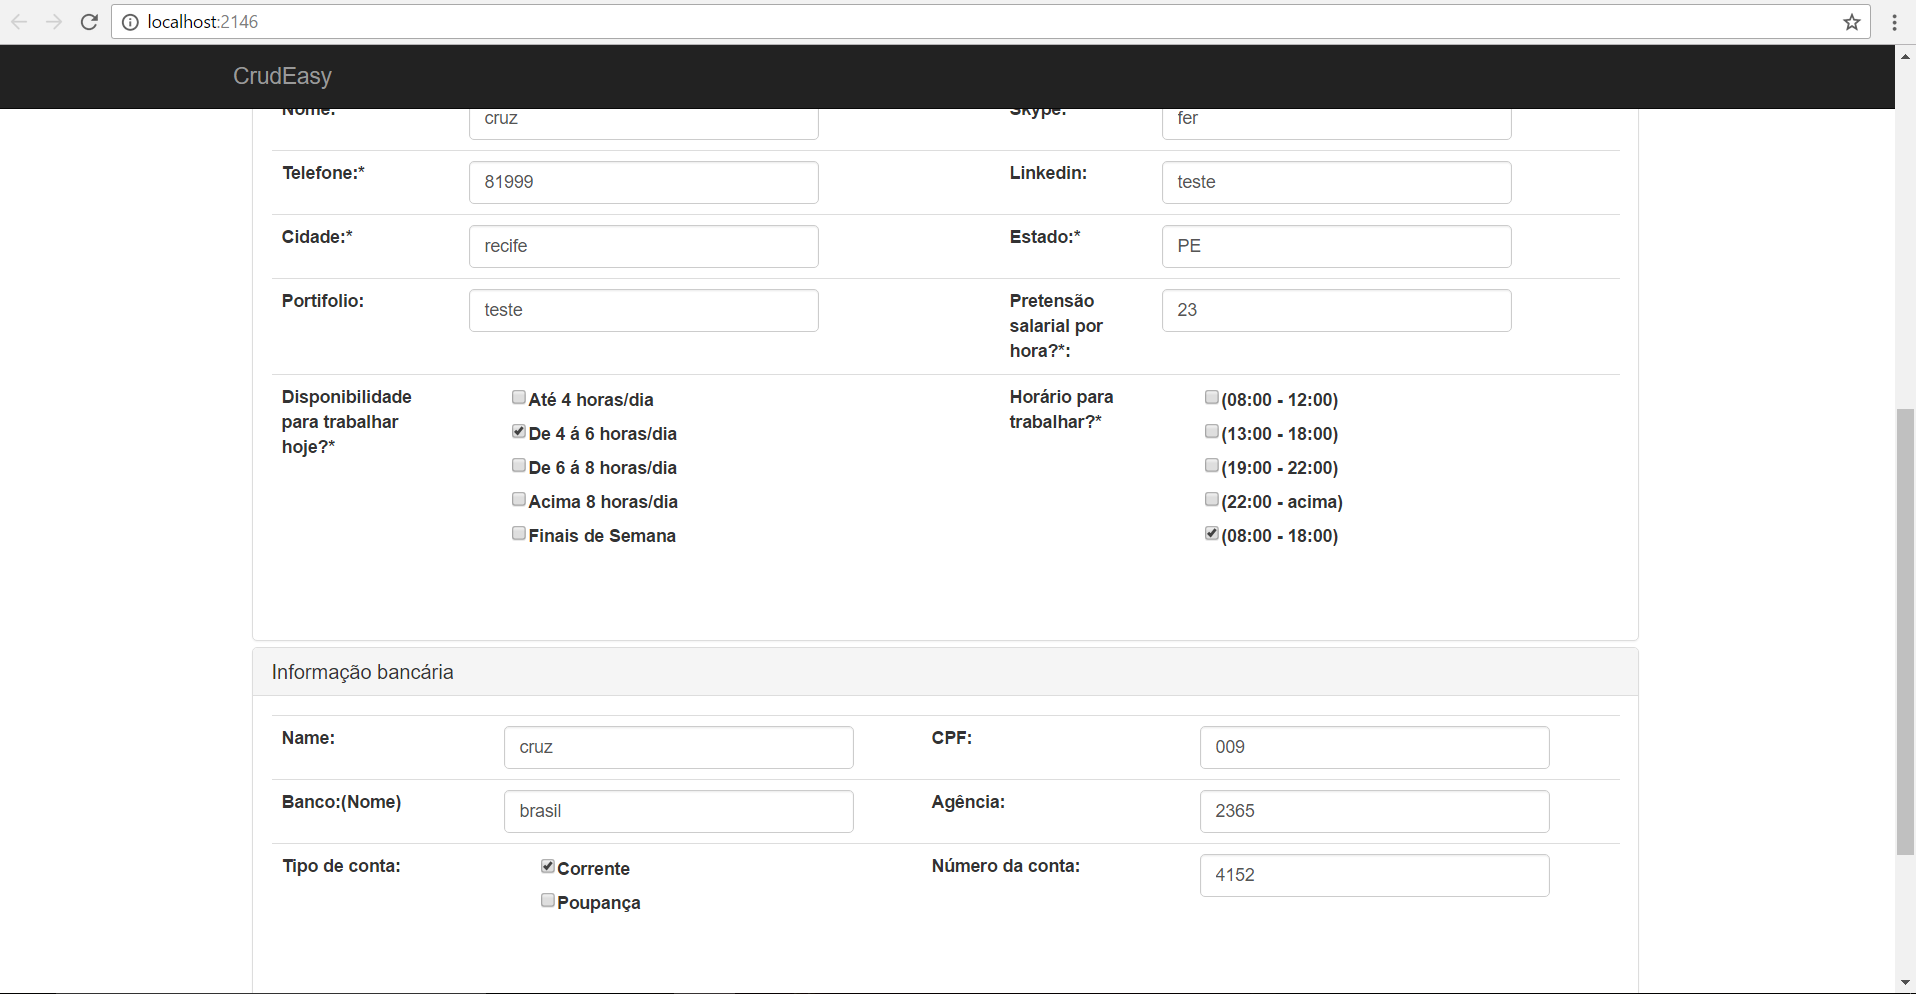 localhost:2146
CrudEasy
Nome: cruz Skype: fer
Telefone:* 81999 Linkedin: teste
Cidade:* recife Estado:* PE
Portifolio: teste Pretensão 23
salarial por
hora?*:
Disponibilidade Até 4 horas/dia Horário para (08:00 - 12:00)
para trabalhar De 4 á 6 horas/dia trabalhar?* (13:00 - 18:00)
hoje?* De 6 á 8 horas/dia (19:00 - 22:00)
Acima 8 horas/dia (22:00 - acima)
Finais de Semana (08:00 - 18:00)
Informação bancária
Name: cruz CPF: 009
Banco:(Nome) brasil Agência: 2365
Tipo de conta: Corrente Número da conta: 4152
Poupança